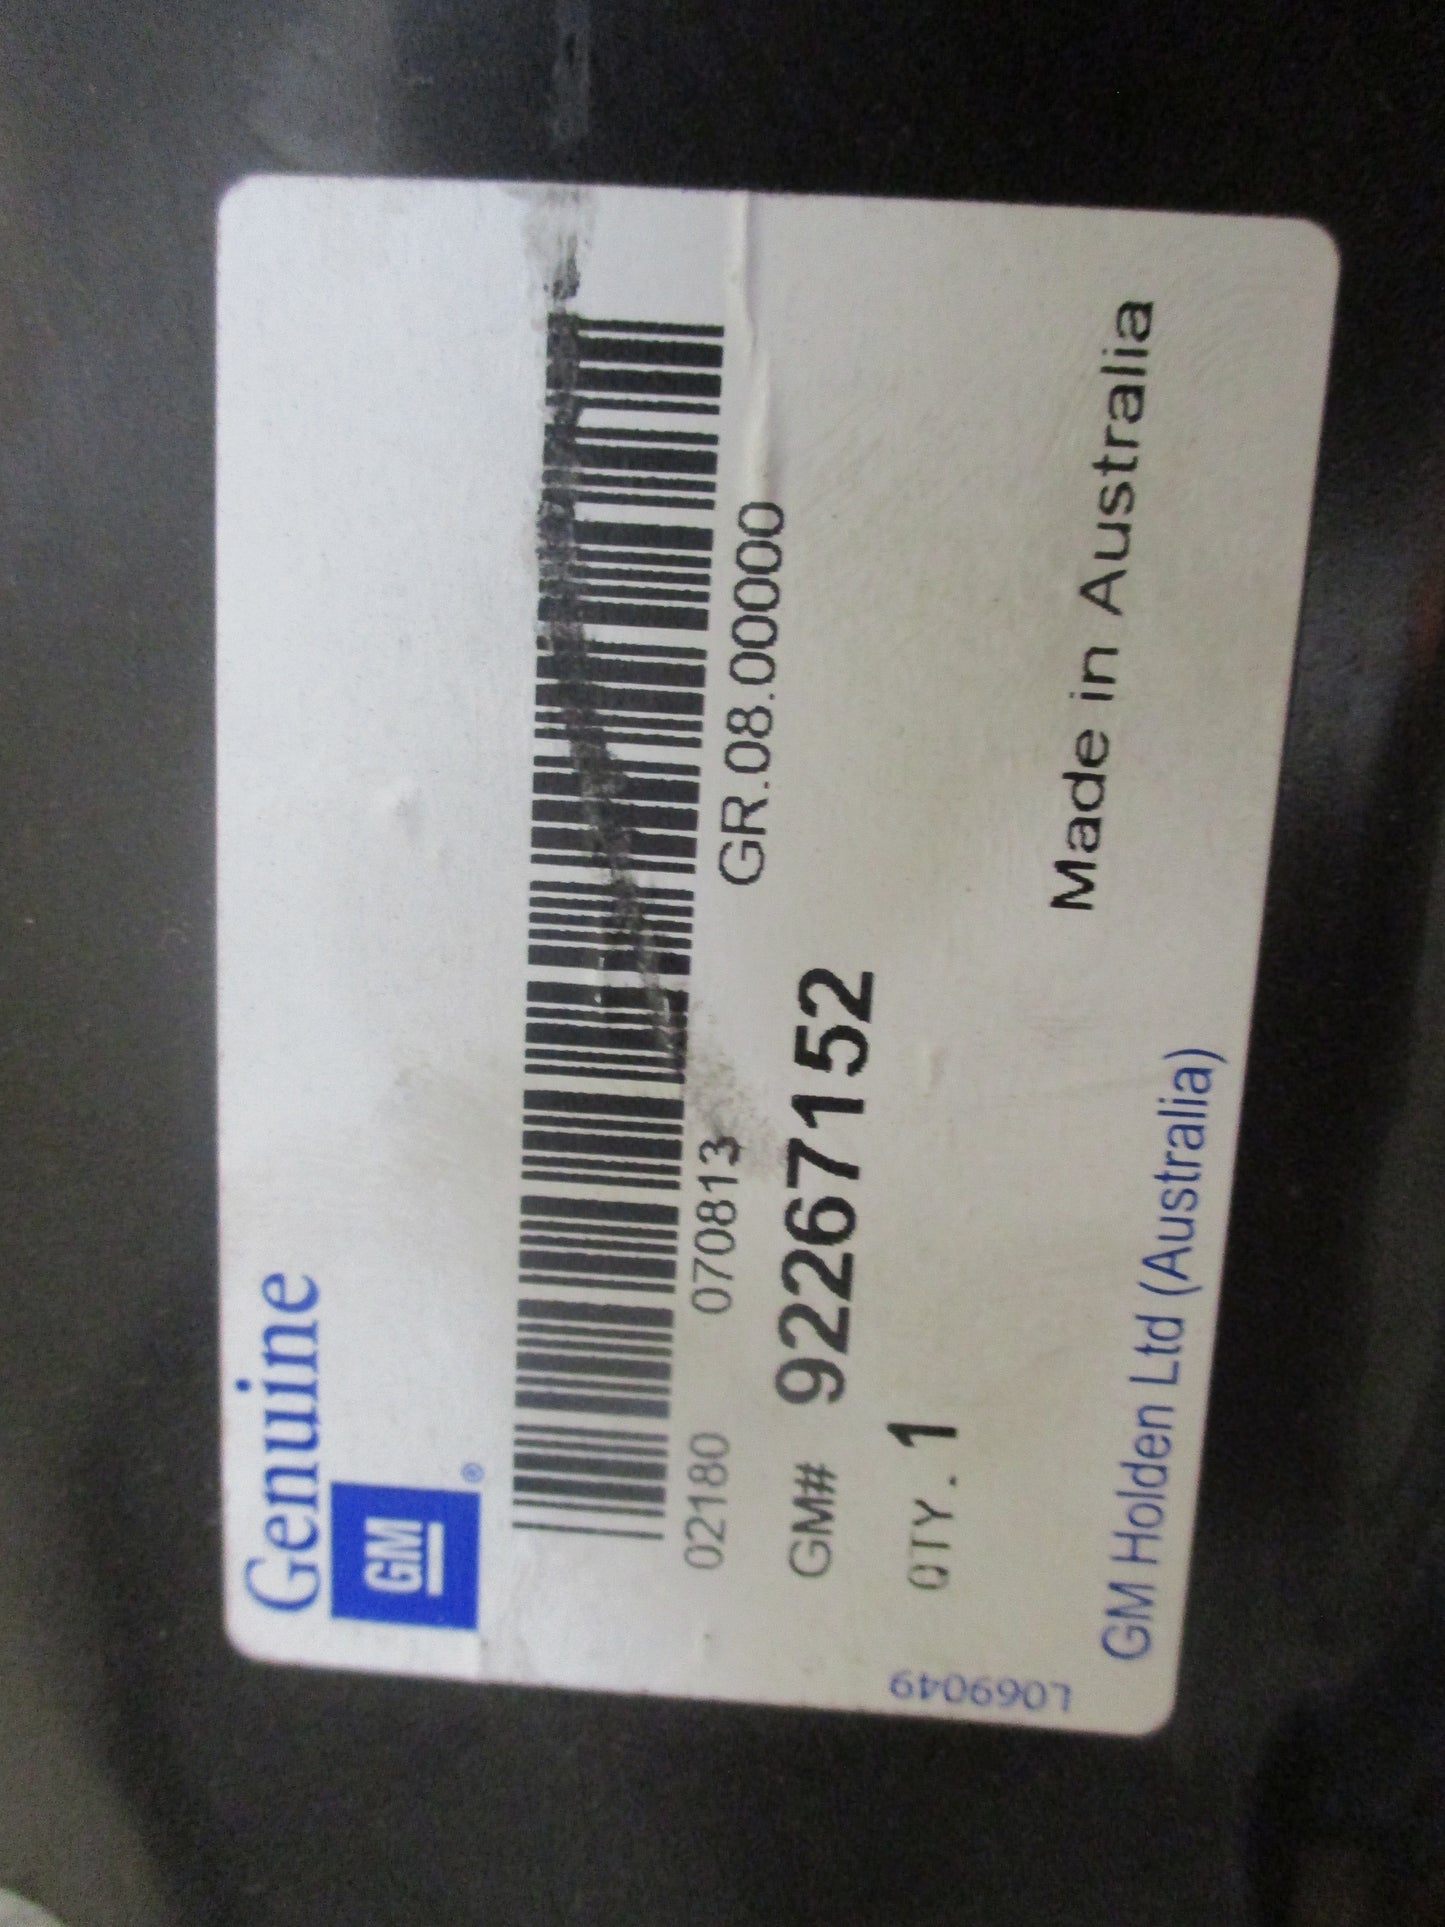 Genuine
GM®
02180 070813 GR.08.00000
GM# 92267152
QTY. 1
Made in Australia
GM Holden Ltd (Australia)
L069049